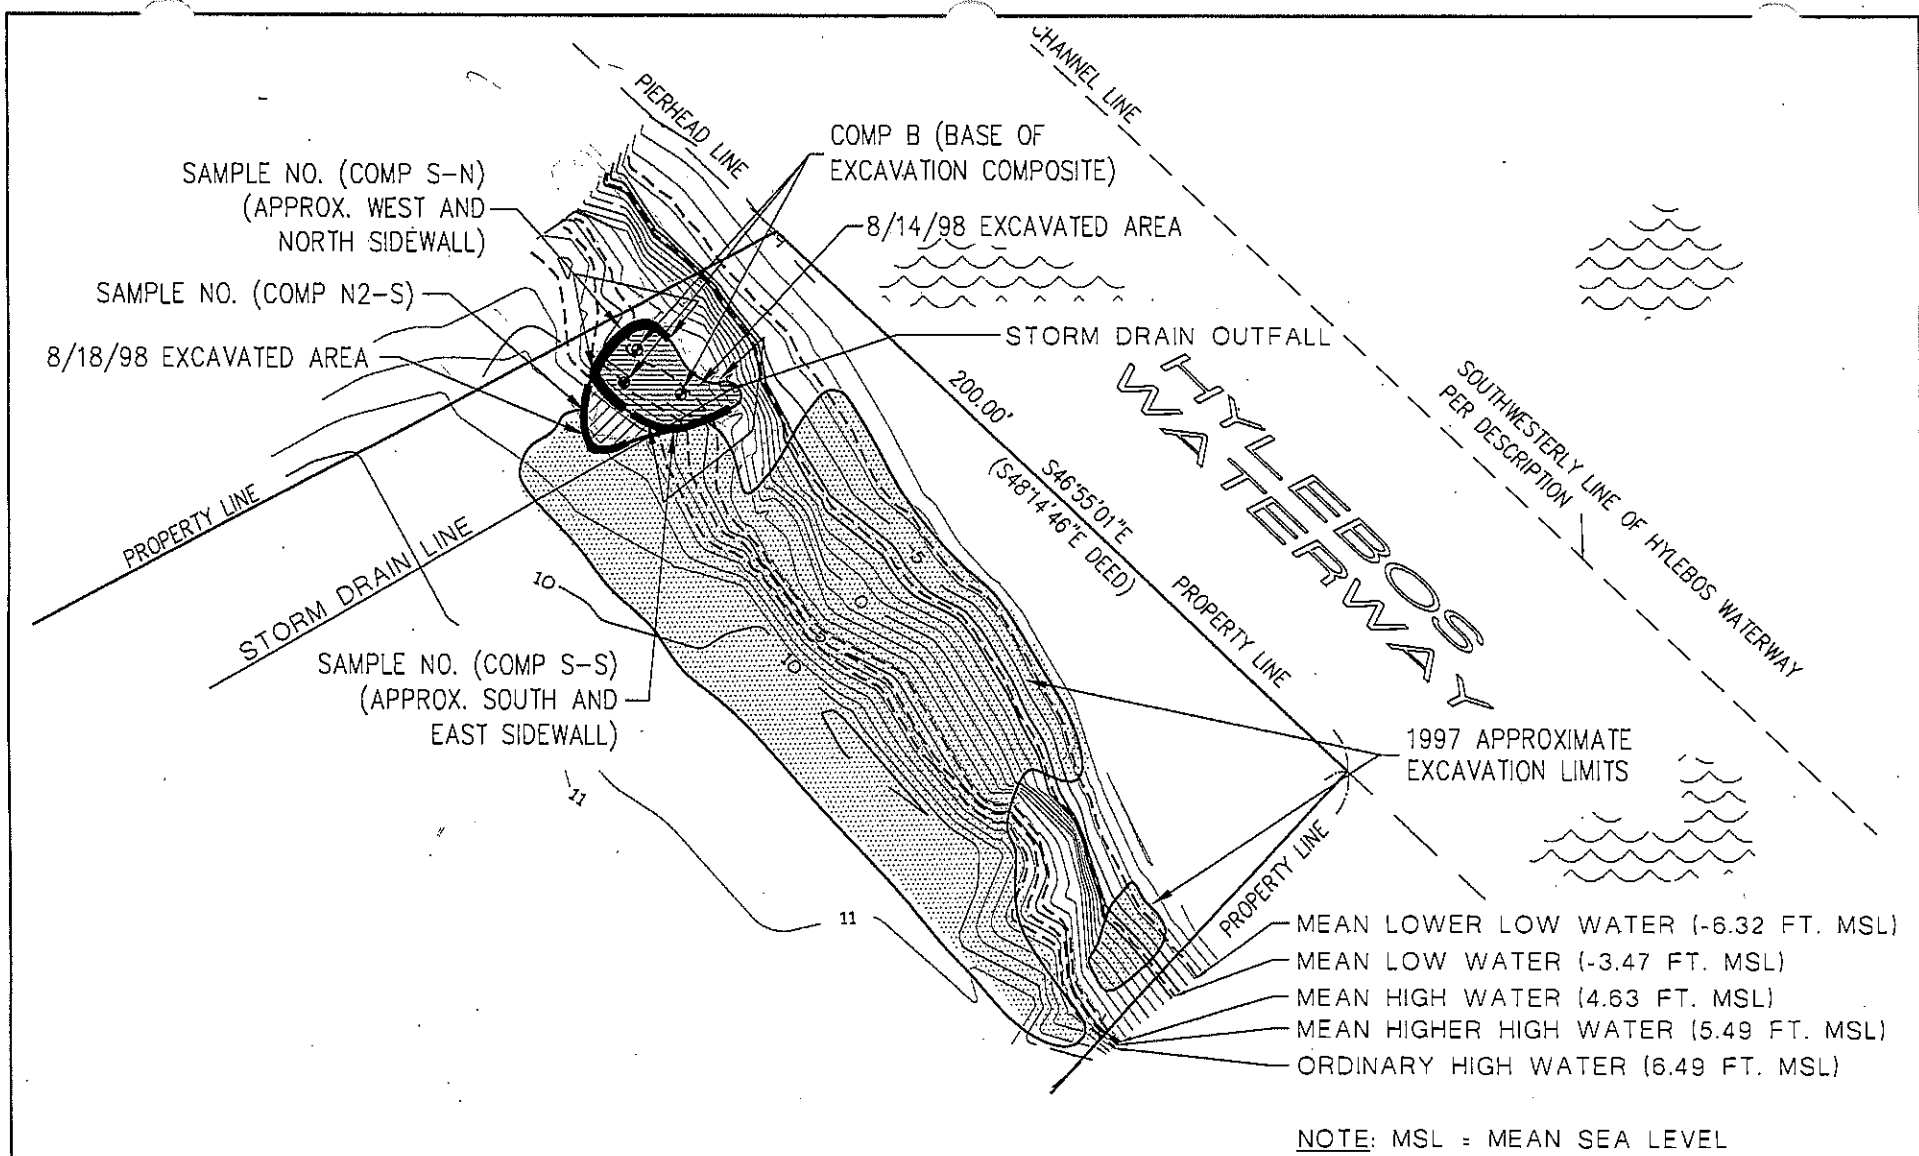 CHANNEL LINE
PIERHEAD LINE
COMP B (BASE OF
EXCAVATION COMPOSITE)
SAMPLE NO. (COMP S-N)
(APPROX. WEST AND
NORTH SIDEWALL)
8/14/98 EXCAVATED AREA
SAMPLE NO. (COMP N2-S)
STORM DRAIN OUTFALL
8/18/98 EXCAVATED AREA
HYLEBOS
WATERWAY
SOUTHWESTERLY LINE OF HYLEBOS WATERWAY
PER DESCRIPTION
200.00'
S46°55'01"E
(S48°14'46"E DEED)
PROPERTY LINE
PROPERTY LINE
STORM DRAIN LINE
-5
0
5
10
10
SAMPLE NO. (COMP S-S)
(APPROX. SOUTH AND
EAST SIDEWALL)
1997 APPROXIMATE
EXCAVATION LIMITS
11
11
PROPERTY LINE
MEAN LOWER LOW WATER (-6.32 FT. MSL)
MEAN LOW WATER (-3.47 FT. MSL)
MEAN HIGH WATER (4.63 FT. MSL)
MEAN HIGHER HIGH WATER (5.49 FT. MSL)
ORDINARY HIGH WATER (6.49 FT. MSL)
NOTE: MSL = MEAN SEA LEVEL